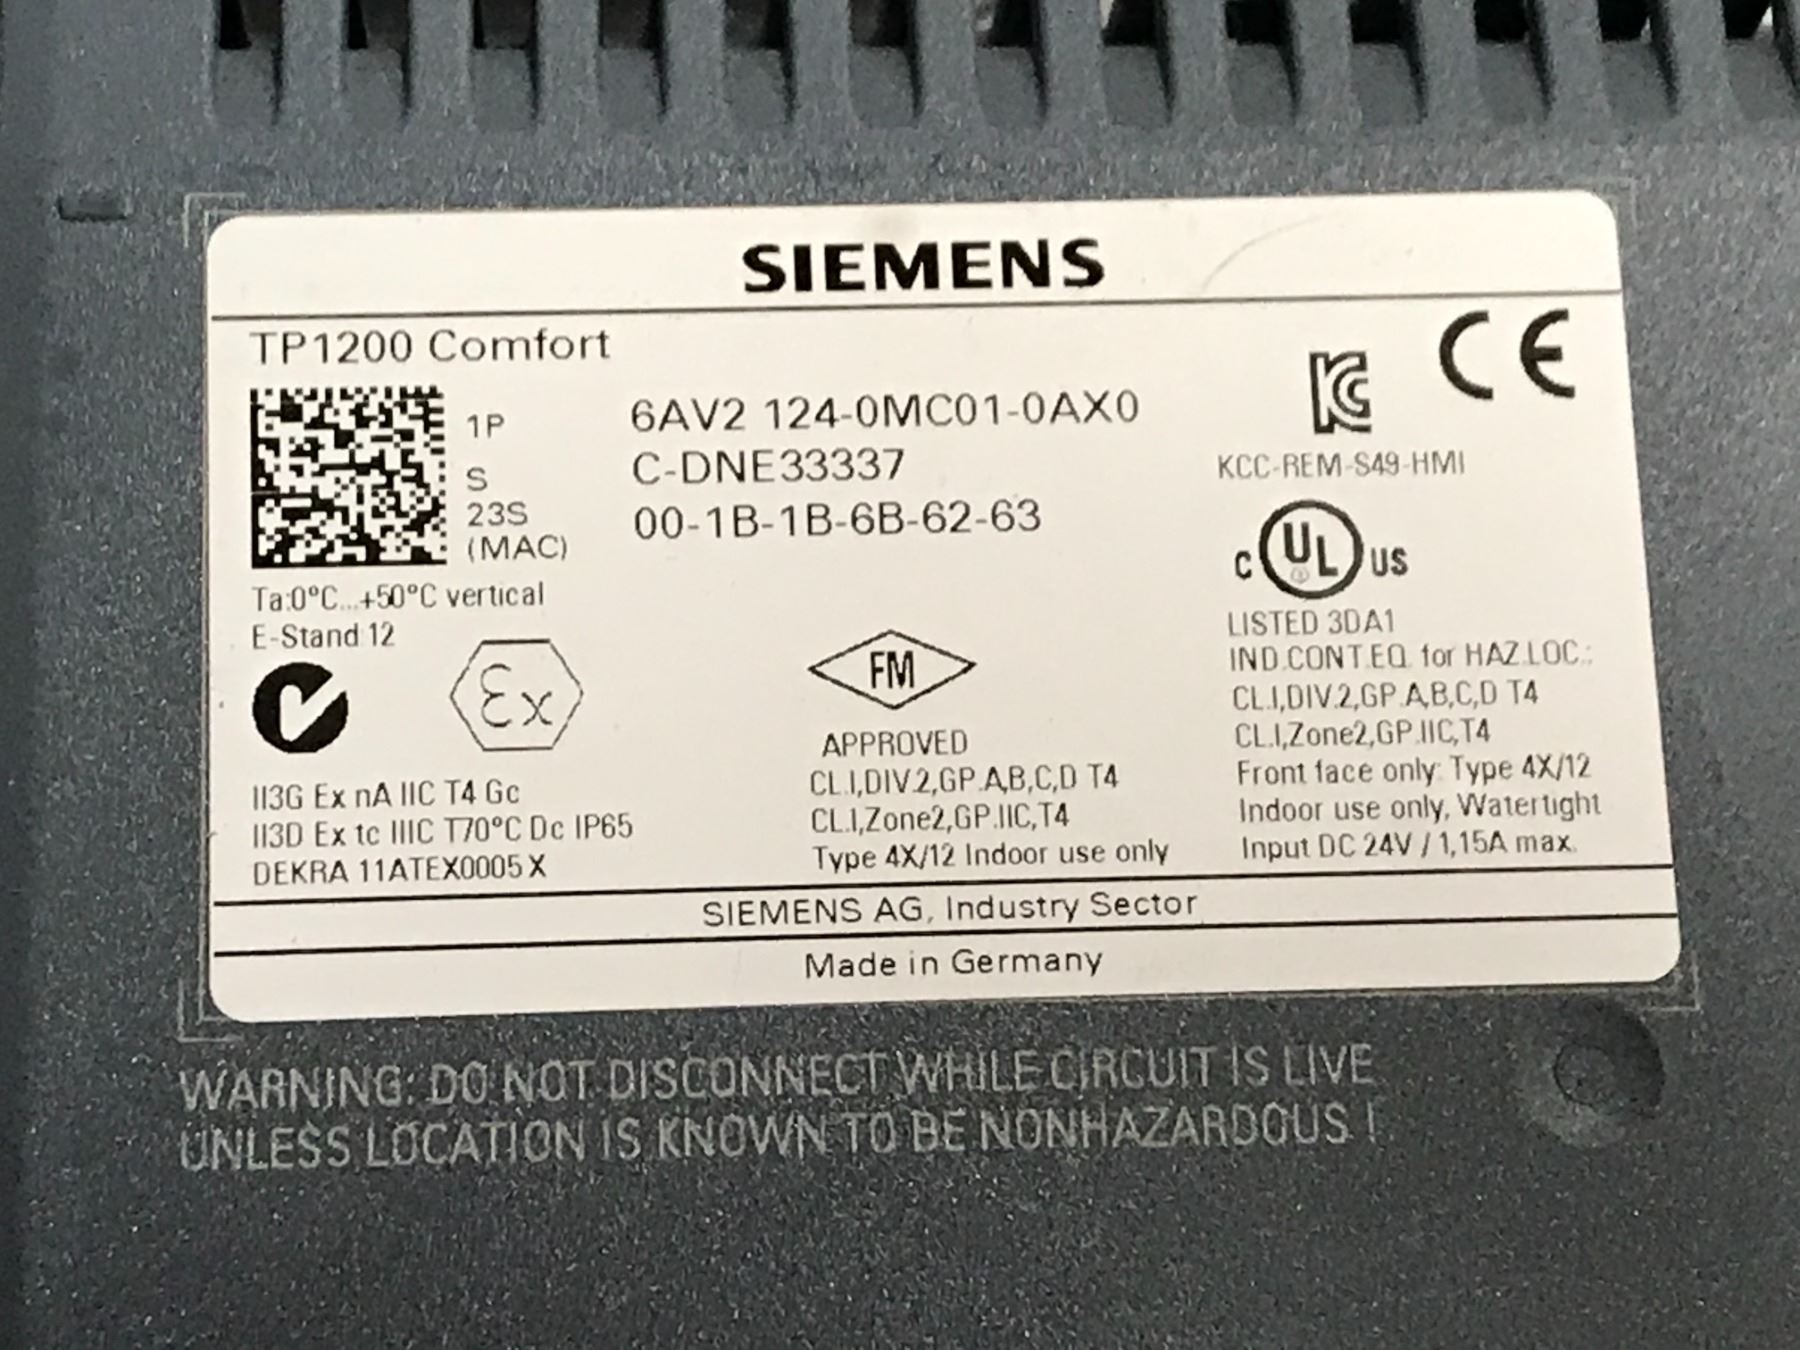 SIEMENS
TP1200 Comfort
CE
1P 6AV2 124-0MC01-0AX0
S C-DNE33337
23S
(MAC) 00-1B-1B-6B-62-63
KCC-REM-S49-HMI
C UL US
Ta:0°C...+50°C vertical
E-Stand 12
Ex
II3G Ex nA IIC T4 Gc
II3D Ex tc IIIC T70°C Dc IP65
DEKRA 11ATEX0005 X
FM
APPROVED
CL.I,DIV.2,GP.A,B,C,D T4
CL.I,Zone2,GP.IIC,T4
Type 4X/12 Indoor use only
LISTED 3DA1
IND.CONT.EQ. for HAZ.LOC.:
CL.I,DIV.2,GP.A,B,C,D T4
CL.I,Zone2,GP.IIC,T4
Front face only: Type 4X/12
Indoor use only, Watertight
Input DC 24V / 1,15A max.
SIEMENS AG, Industry Sector
Made in Germany
WARNING: DO NOT DISCONNECT WHILE CIRCUIT IS LIVE
UNLESS LOCATION IS KNOWN TO BE NONHAZARDOUS !